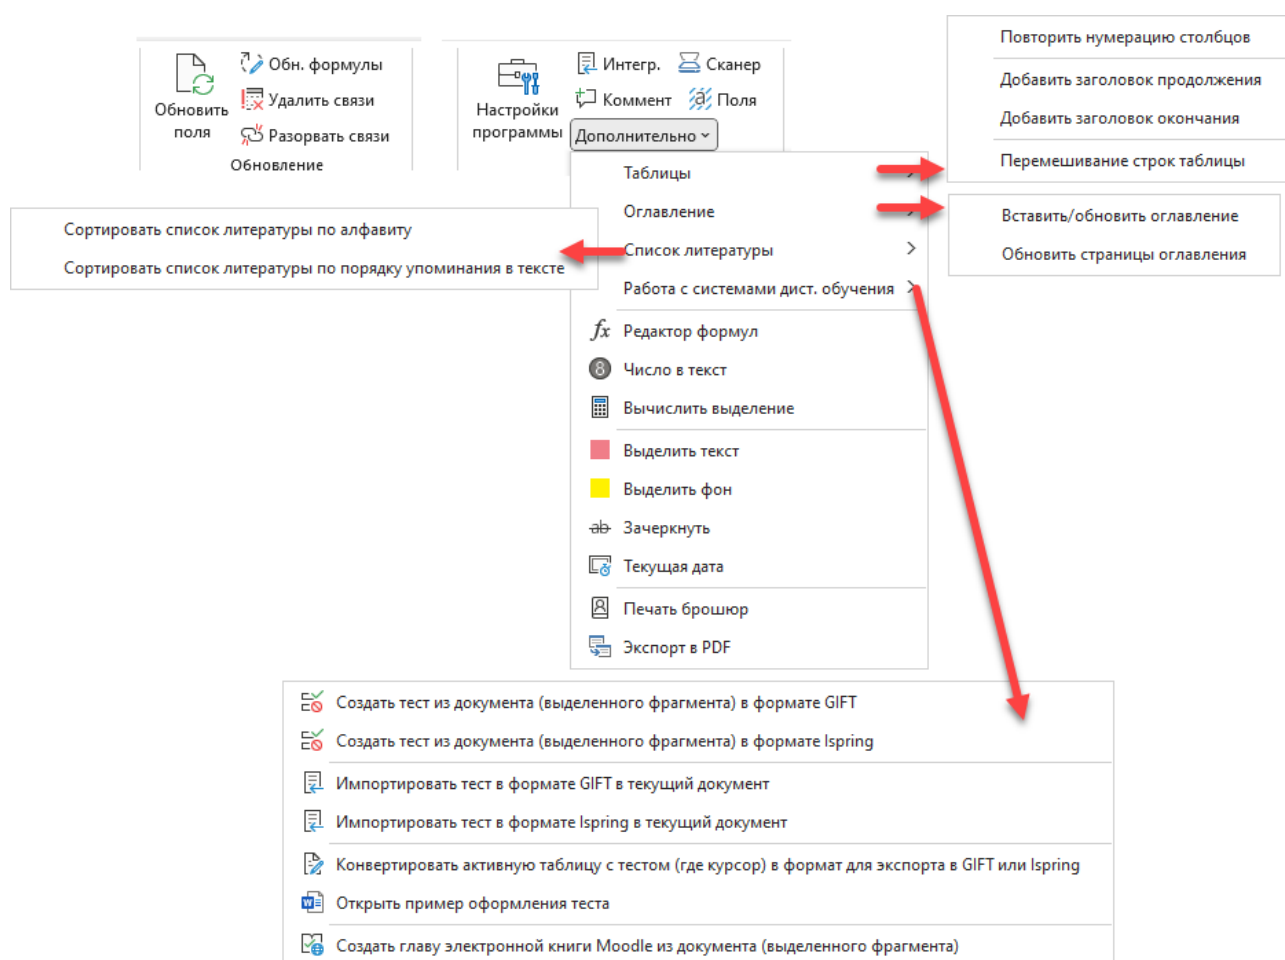 Обновить
поля
Обн. формулы
Удалить связи
Разорвать связи
Обновление
Настройки
программы
Интегр.
Сканер
Коммент
Поля
Дополнительно
Таблицы
Оглавление
Список литературы
Работа с системами дист. обучения
Редактор формул
Число в текст
Вычислить выделение
Выделить текст
Выделить фон
ab Зачеркнуть
Текущая дата
Печать брошюр
Экспорт в PDF
Повторить нумерацию столбцов
Добавить заголовок продолжения
Добавить заголовок окончания
Перемешивание строк таблицы
Вставить/обновить оглавление
Обновить страницы оглавления
Сортировать список литературы по алфавиту
Сортировать список литературы по порядку упоминания в тексте
Создать тест из документа (выделенного фрагмента) в формате GIFT
Создать тест из документа (выделенного фрагмента) в формате Ispring
Импортировать тест в формате GIFT в текущий документ
Импортировать тест в формате Ispring в текущий документ
Конвертировать активную таблицу с тестом (где курсор) в формат для экспорта в GIFT или Ispring
Открыть пример оформления теста
Создать главу электронной книги Moodle из документа (выделенного фрагмента)